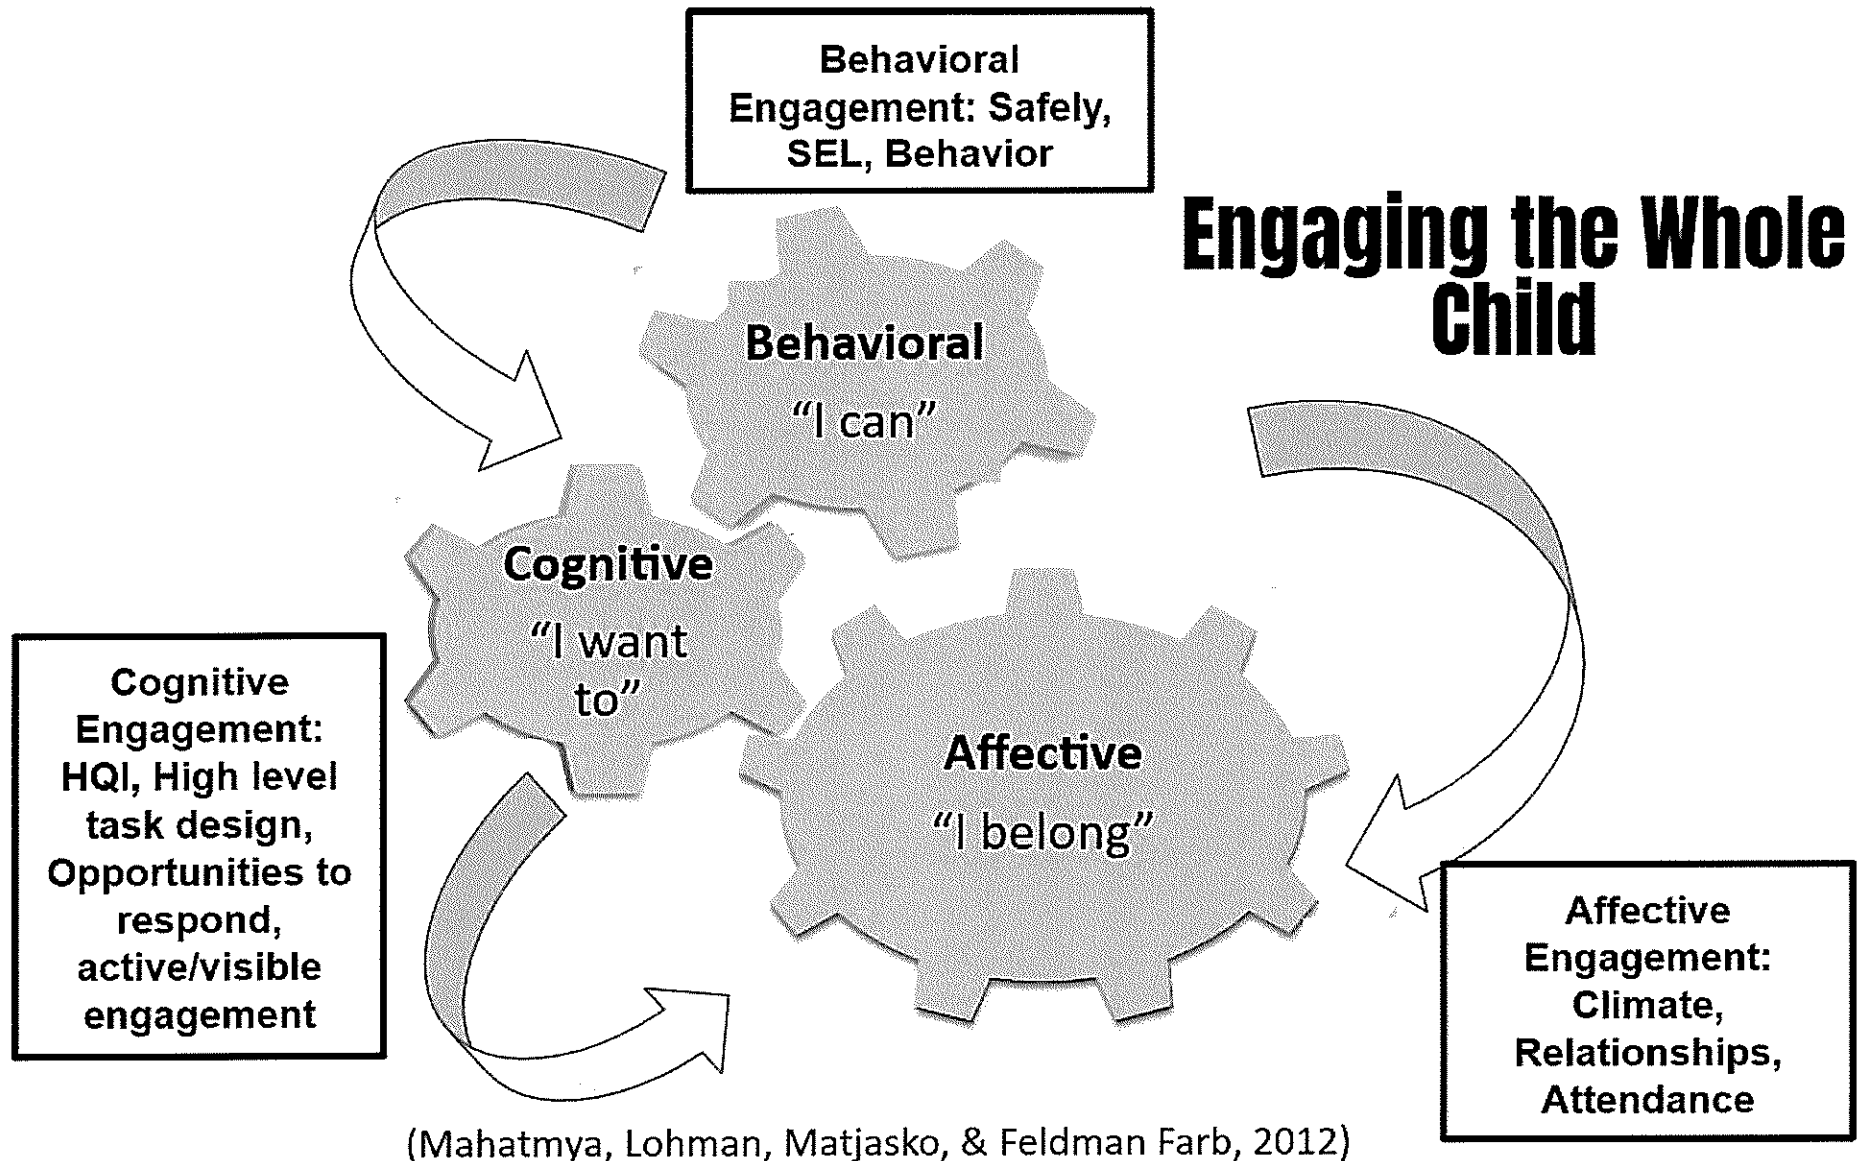 Behavioral
Engagement: Safely,
SEL, Behavior
Engaging the Whole
Child
Behavioral
“I can”
Cognitive
“I want
to”
Affective
“I belong”
Cognitive
Engagement:
HQI, High level
task design,
Opportunities to
respond,
active/visible
engagement
Affective
Engagement:
Climate,
Relationships,
Attendance
(Mahatmya, Lohman, Matjasko, & Feldman Farb, 2012)